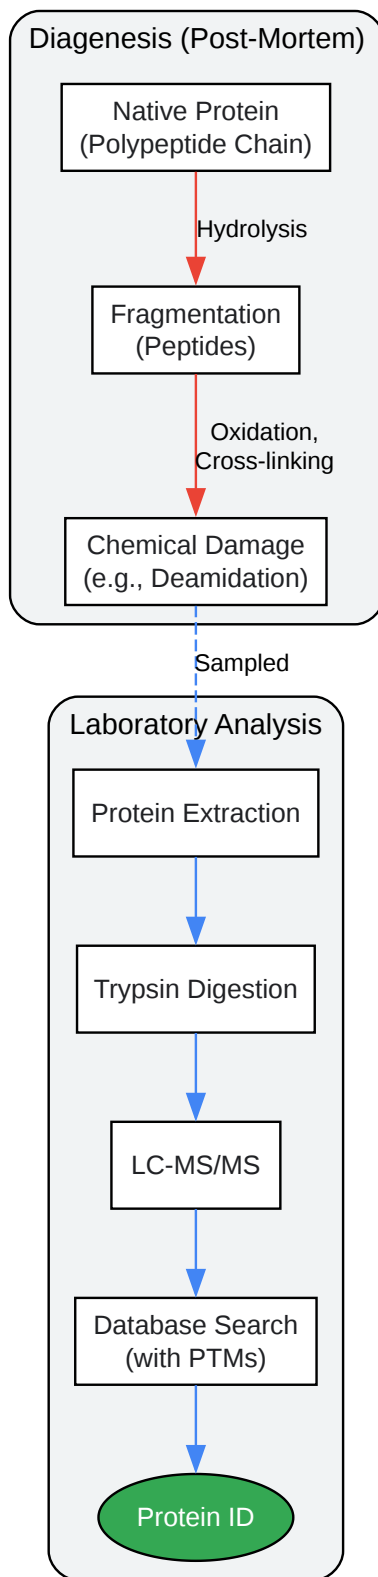 Diagenesis (Post-Mortem)
Native Protein
(Polypeptide Chain)
Hydrolysis
Fragmentation
(Peptides)
Oxidation,
Cross-linking
Chemical Damage
(e.g., Deamidation)
Sampled
Laboratory Analysis
Protein Extraction
Trypsin Digestion
LC-MS/MS
Database Search
(with PTMs)
Protein ID